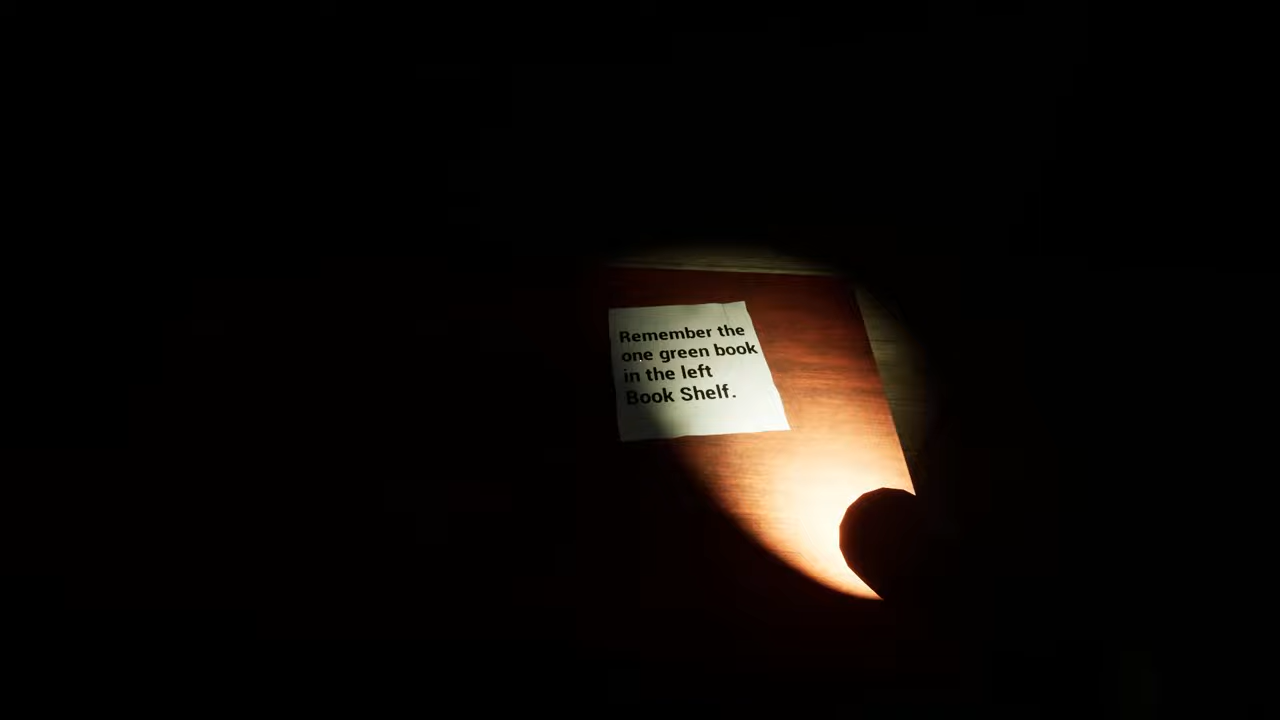 Remember the
one green book
in the left
Book Shelf.